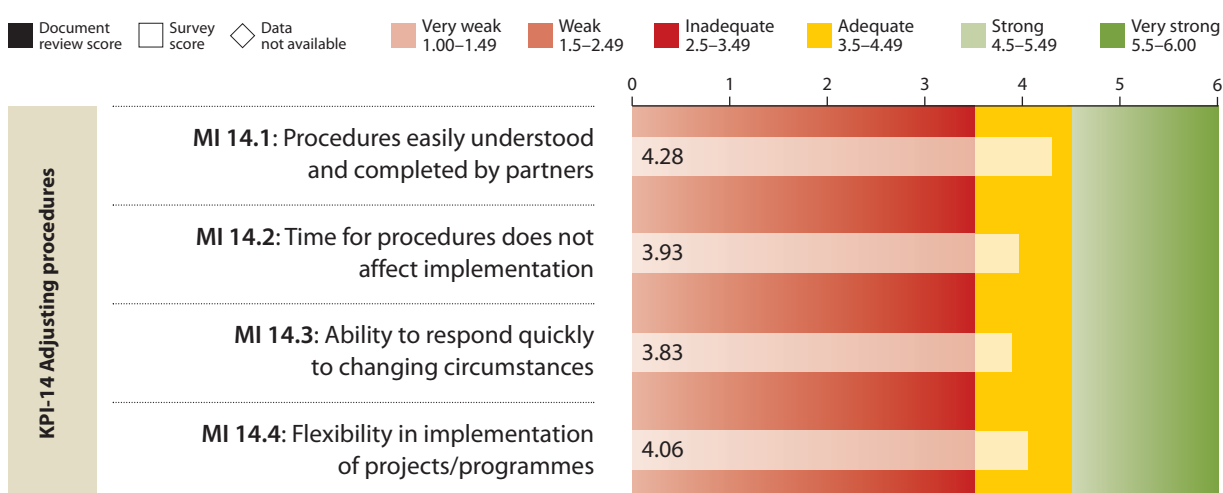 Document
review score
Survey
score
Data
not available
Very weak
1.00–1.49
Weak
1.5–2.49
Inadequate
2.5–3.49
Adequate
3.5–4.49
Strong
4.5–5.49
Very strong
5.5–6.00
0 1 2 3 4 5 6
KPI-14 Adjusting procedures
MI 14.1: Procedures easily understood
and completed by partners
4.28
MI 14.2: Time for procedures does not
affect implementation
3.93
MI 14.3: Ability to respond quickly
to changing circumstances
3.83
MI 14.4: Flexibility in implementation
of projects/programmes
4.06